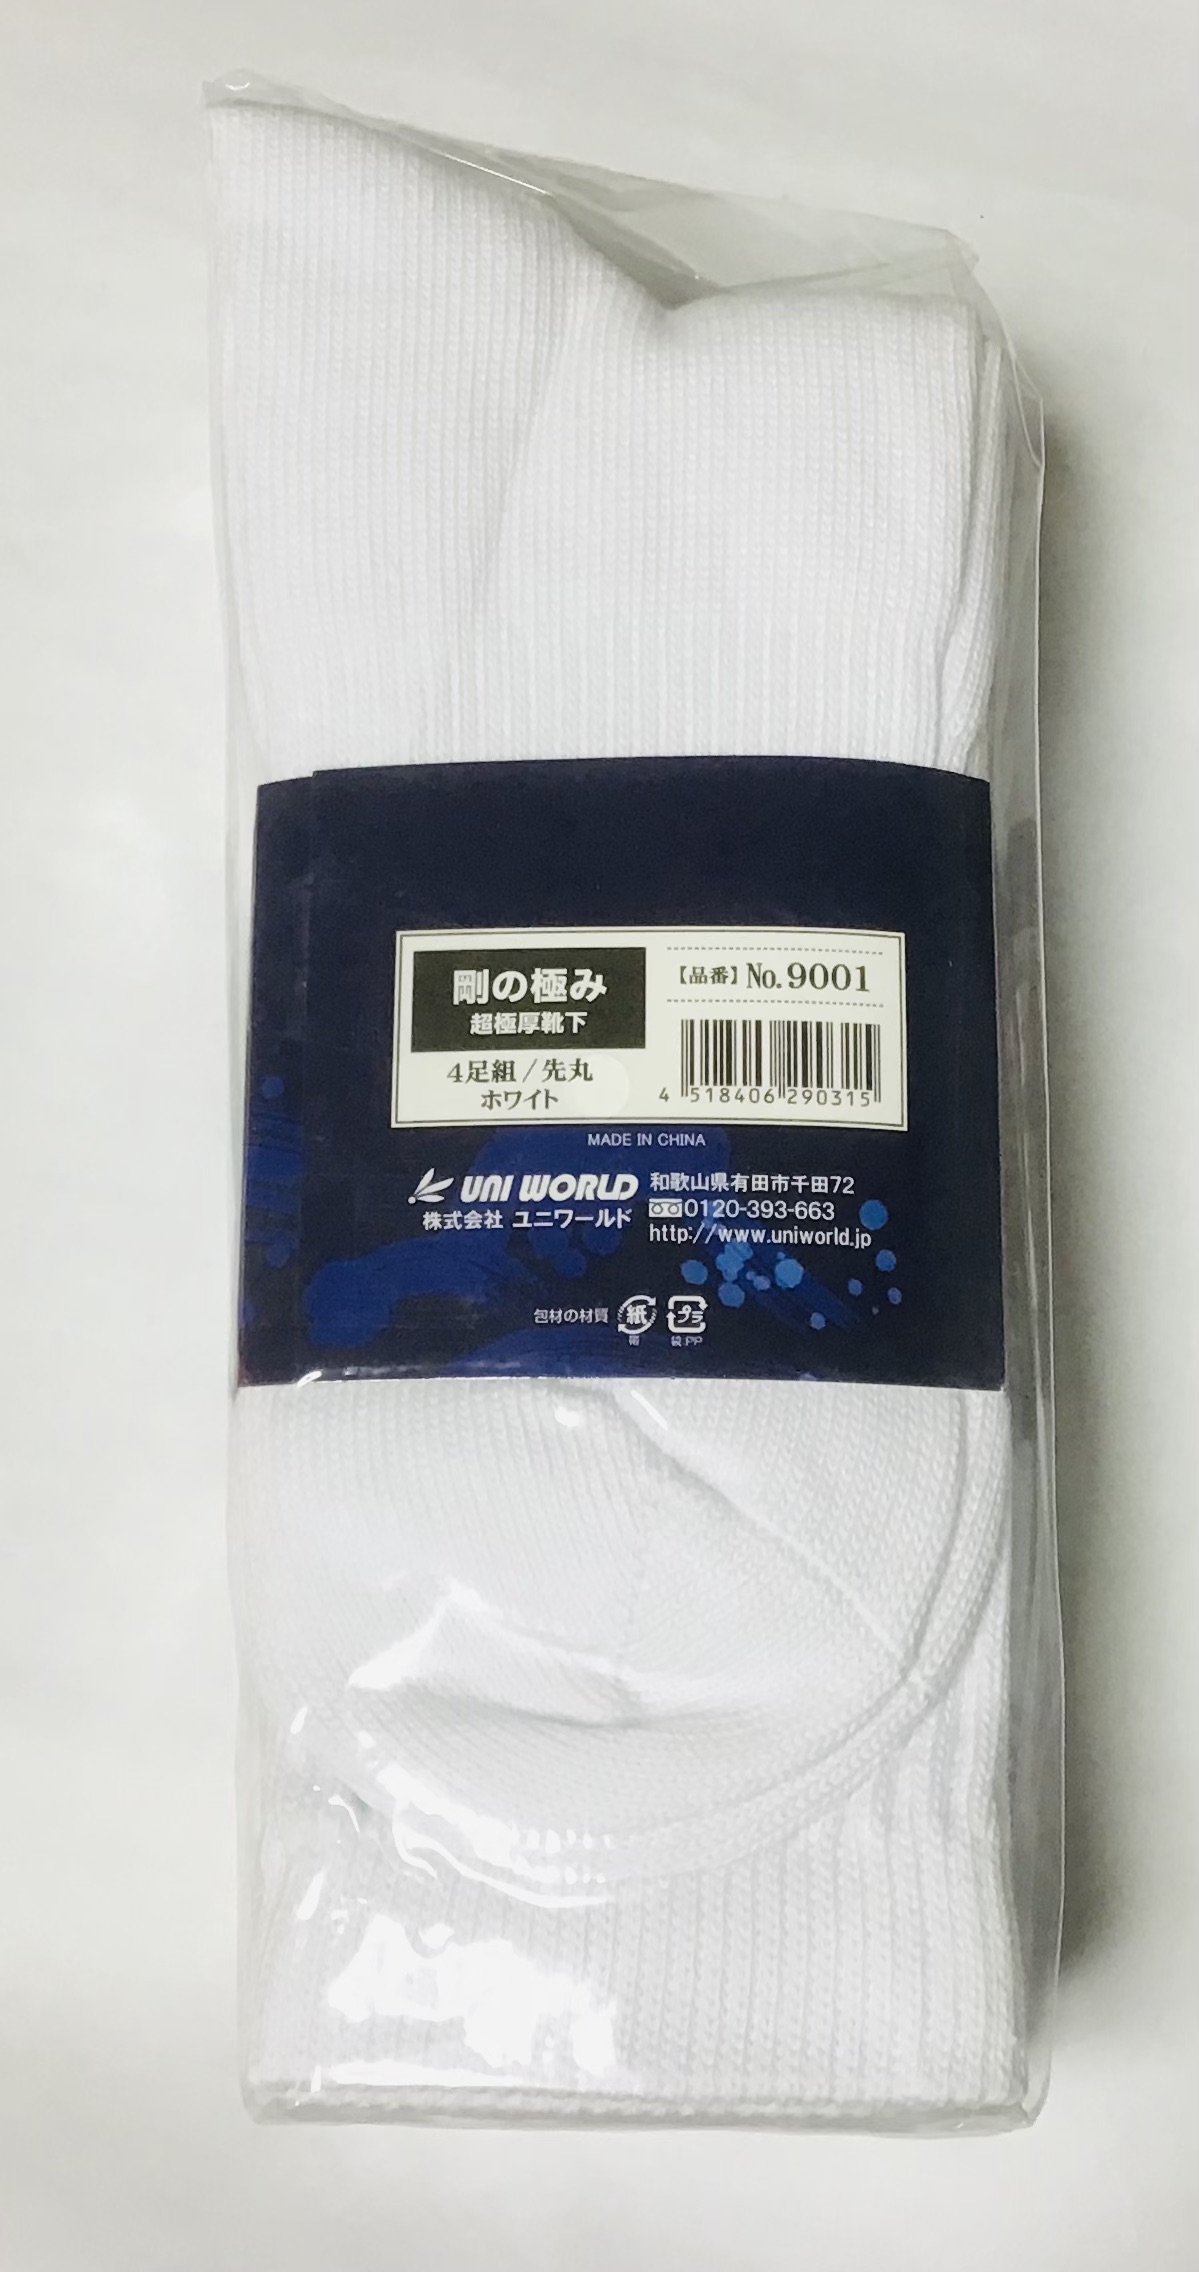 剛の極み
超極厚靴下
4足組/先丸
ホワイト
【品番】No.9001
4 518406 290315
MADE IN CHINA
UNI WORLD
株式会社 ユニワールド
和歌山県有田市千田72
0120-393-663
http://www.uniworld.jp
包材の材質 紙 プラ
帯 袋:PP